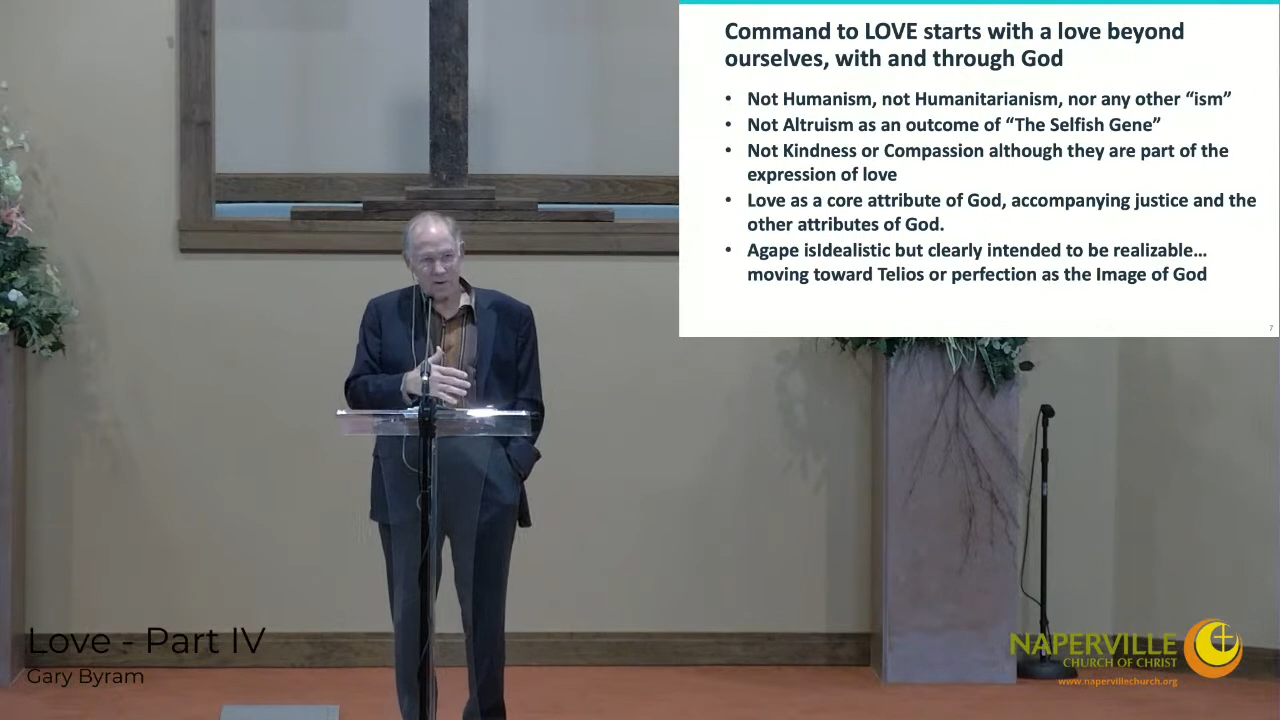 Command to LOVE starts with a love beyond
ourselves, with and through God
• Not Humanism, not Humanitarianism, nor any other “ism”
• Not Altruism as an outcome of “The Selfish Gene”
• Not Kindness or Compassion although they are part of the
expression of love
• Love as a core attribute of God, accompanying justice and the
other attributes of God.
• Agape isIdealistic but clearly intended to be realizable…
moving toward Telios or perfection as the Image of God
7
Love - Part IV
Gary Byram
NAPERVILLE
CHURCH OF CHRIST
www.napervillechurch.org